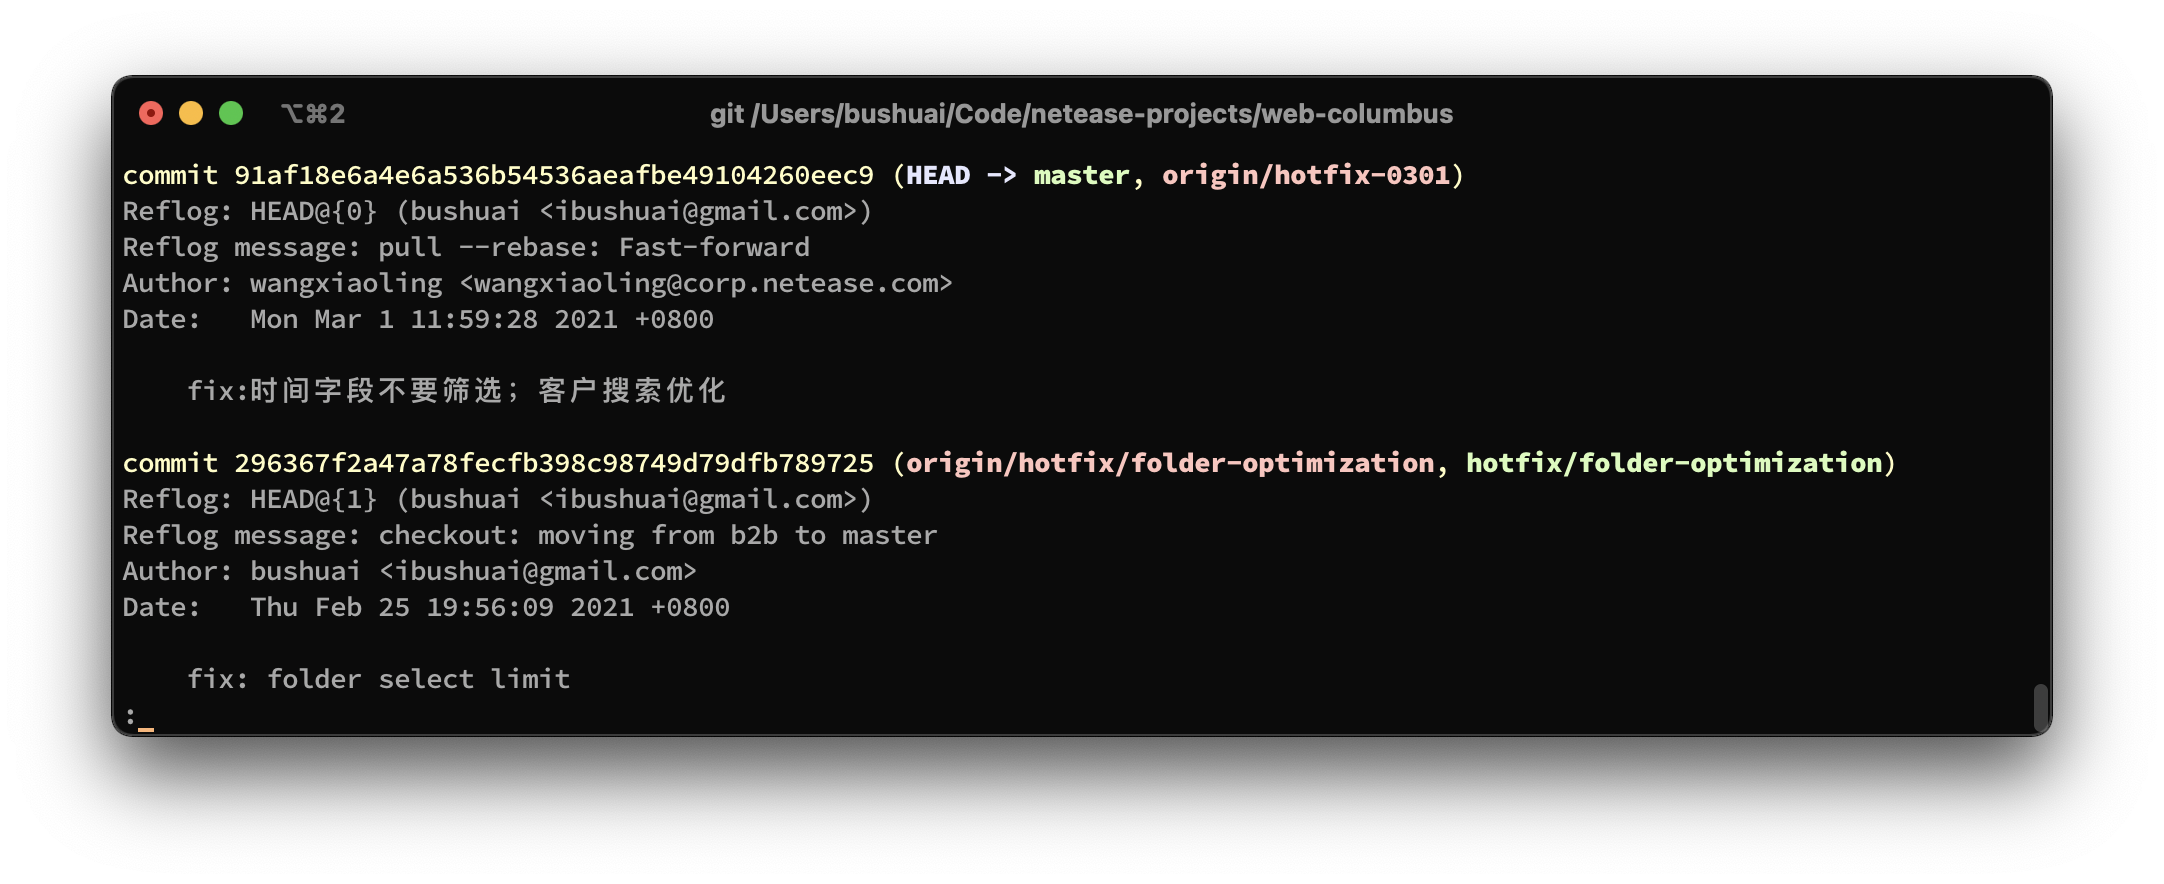 ⌥⌘2 git /Users/bushuai/Code/netease-projects/web-columbus
commit 91af18e6a4e6a536b54536aeafbe49104260eec9 (HEAD -> master, origin/hotfix-0301)
Reflog: HEAD@{0} (bushuai <ibushuai@gmail.com>)
Reflog message: pull --rebase: Fast-forward
Author: wangxiaoling <wangxiaoling@corp.netease.com>
Date:   Mon Mar 1 11:59:28 2021 +0800
    fix:时间字段不要筛选；客户搜索优化
commit 296367f2a47a78fecfb398c98749d79dfb789725 (origin/hotfix/folder-optimization, hotfix/folder-optimization)
Reflog: HEAD@{1} (bushuai <ibushuai@gmail.com>)
Reflog message: checkout: moving from b2b to master
Author: bushuai <ibushuai@gmail.com>
Date:   Thu Feb 25 19:56:09 2021 +0800
    fix: folder select limit
: